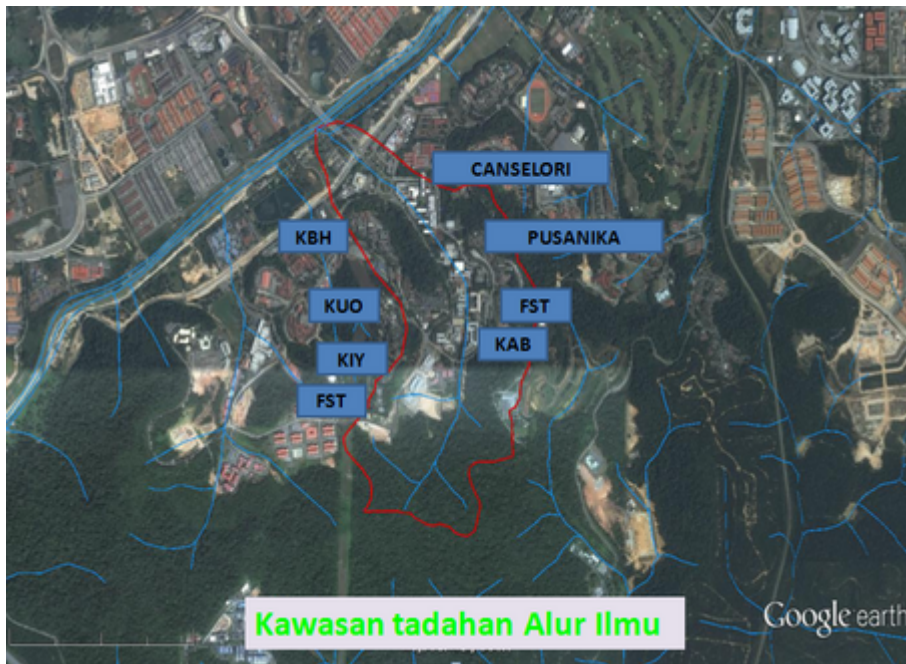 CANSELORI
KBH
PUSANIKA
KUO
FST
KAB
KIY
FST
Kawasan tadahan Alur Ilmu
Google earth